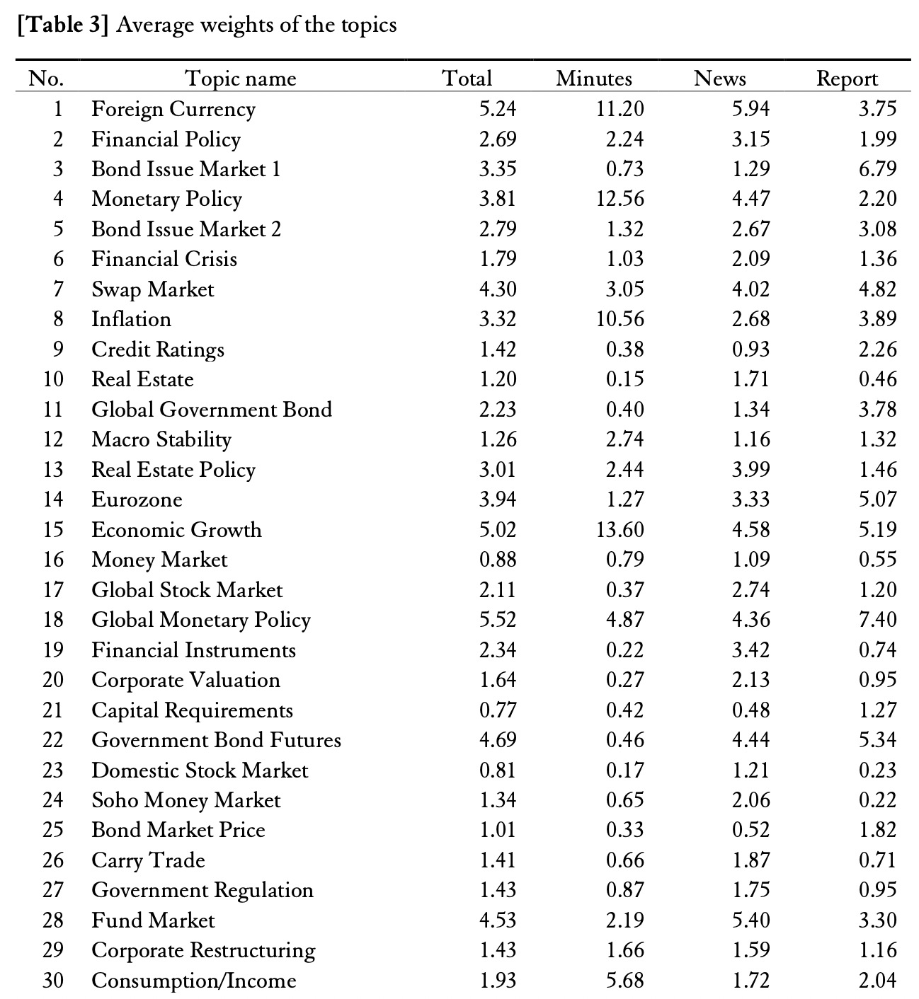 [Table 3] Average weights of the topics
No. Topic name Total Minutes News Report
1 Foreign Currency 5.24 11.20 5.94 3.75
2 Financial Policy 2.69 2.24 3.15 1.99
3 Bond Issue Market 1 3.35 0.73 1.29 6.79
4 Monetary Policy 3.81 12.56 4.47 2.20
5 Bond Issue Market 2 2.79 1.32 2.67 3.08
6 Financial Crisis 1.79 1.03 2.09 1.36
7 Swap Market 4.30 3.05 4.02 4.82
8 Inflation 3.32 10.56 2.68 3.89
9 Credit Ratings 1.42 0.38 0.93 2.26
10 Real Estate 1.20 0.15 1.71 0.46
11 Global Government Bond 2.23 0.40 1.34 3.78
12 Macro Stability 1.26 2.74 1.16 1.32
13 Real Estate Policy 3.01 2.44 3.99 1.46
14 Eurozone 3.94 1.27 3.33 5.07
15 Economic Growth 5.02 13.60 4.58 5.19
16 Money Market 0.88 0.79 1.09 0.55
17 Global Stock Market 2.11 0.37 2.74 1.20
18 Global Monetary Policy 5.52 4.87 4.36 7.40
19 Financial Instruments 2.34 0.22 3.42 0.74
20 Corporate Valuation 1.64 0.27 2.13 0.95
21 Capital Requirements 0.77 0.42 0.48 1.27
22 Government Bond Futures 4.69 0.46 4.44 5.34
23 Domestic Stock Market 0.81 0.17 1.21 0.23
24 Soho Money Market 1.34 0.65 2.06 0.22
25 Bond Market Price 1.01 0.33 0.52 1.82
26 Carry Trade 1.41 0.66 1.87 0.71
27 Government Regulation 1.43 0.87 1.75 0.95
28 Fund Market 4.53 2.19 5.40 3.30
29 Corporate Restructuring 1.43 1.66 1.59 1.16
30 Consumption/Income 1.93 5.68 1.72 2.04